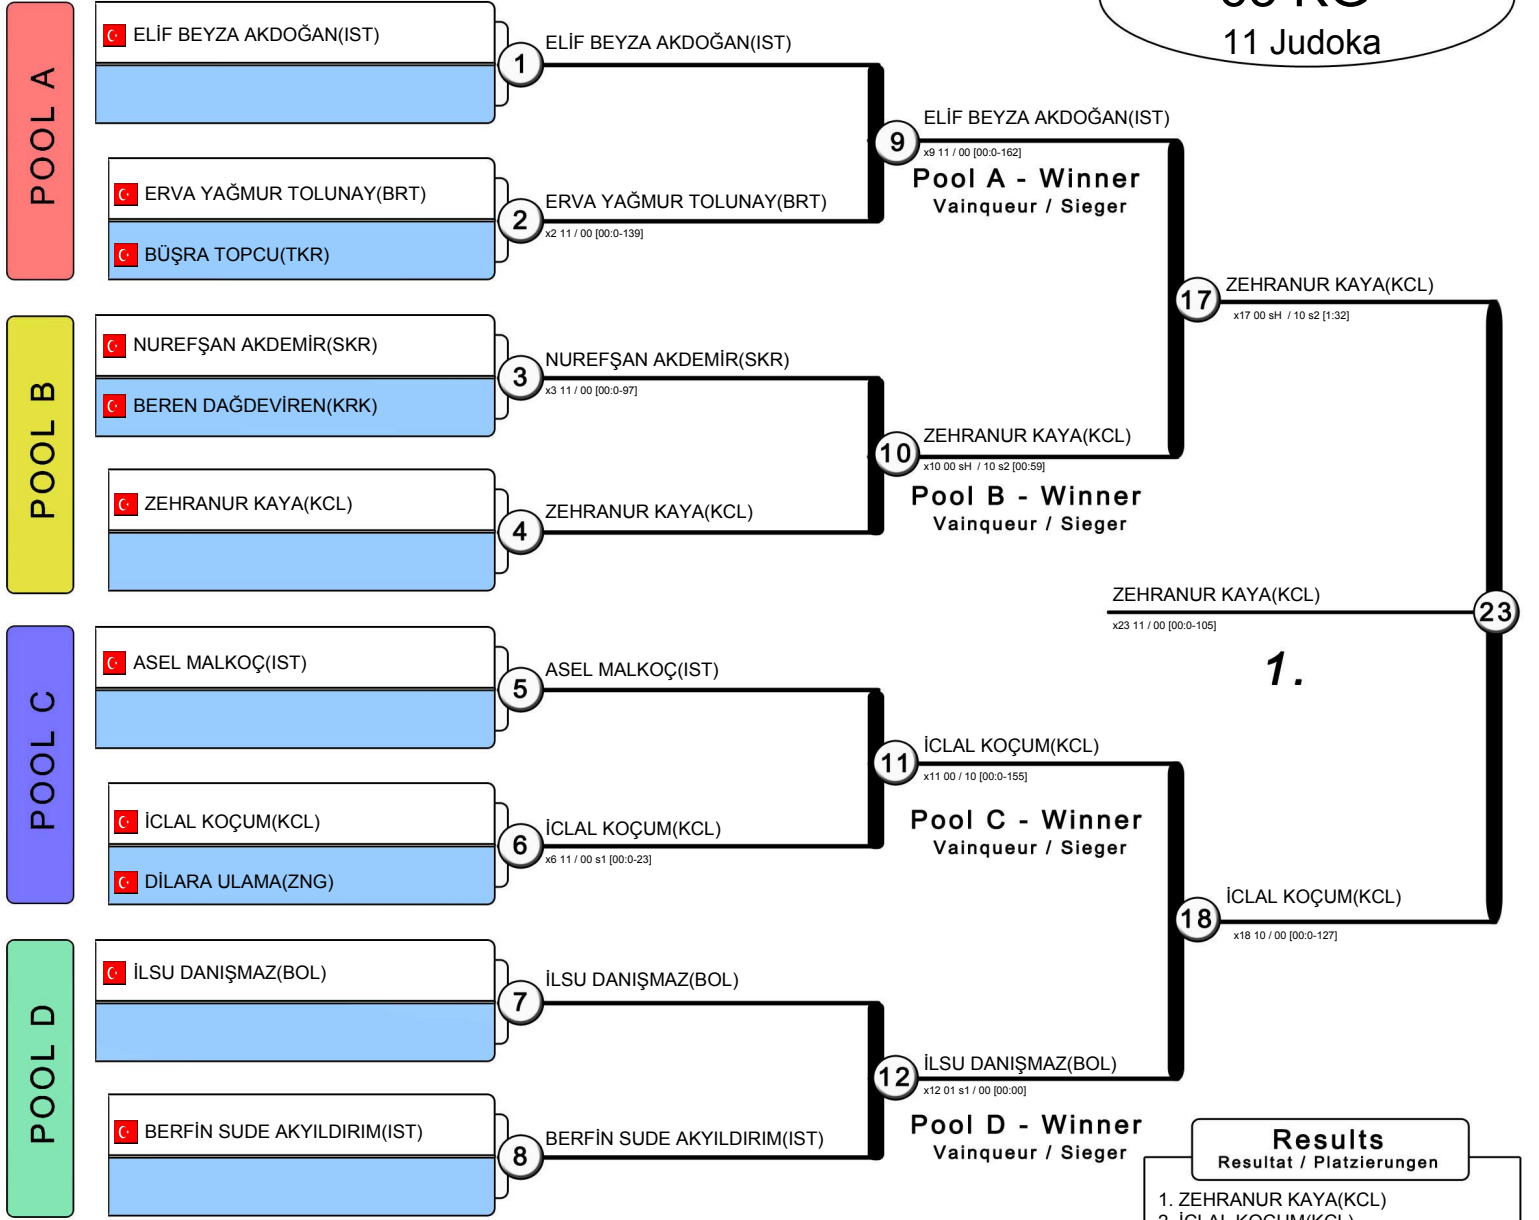 KG
11 Judoka
POOL A
ELİF BEYZA AKDOĞAN(IST)
1
ELİF BEYZA AKDOĞAN(IST)
ERVA YAĞMUR TOLUNAY(BRT)
BÜŞRA TOPCU(TKR)
2
ERVA YAĞMUR TOLUNAY(BRT)
x2 11 / 00 [00:0-139]
9
ELİF BEYZA AKDOĞAN(IST)
x9 11 / 00 [00:0-162]
Pool A - Winner
Vainqueur / Sieger
POOL B
NUREFŞAN AKDEMİR(SKR)
BEREN DAĞDEVİREN(KRK)
3
NUREFŞAN AKDEMİR(SKR)
x3 11 / 00 [00:0-97]
ZEHRANUR KAYA(KCL)
4
ZEHRANUR KAYA(KCL)
10
ZEHRANUR KAYA(KCL)
x10 00 sH / 10 s2 [00:59]
Pool B - Winner
Vainqueur / Sieger
17
ZEHRANUR KAYA(KCL)
x17 00 sH / 10 s2 [1:32]
ZEHRANUR KAYA(KCL)
x23 11 / 00 [00:0-105]
23
1.
POOL C
ASEL MALKOÇ(IST)
5
ASEL MALKOÇ(IST)
İCLAL KOÇUM(KCL)
DİLARA ULAMA(ZNG)
6
İCLAL KOÇUM(KCL)
x6 11 / 00 s1 [00:0-23]
11
İCLAL KOÇUM(KCL)
x11 00 / 10 [00:0-155]
Pool C - Winner
Vainqueur / Sieger
18
İCLAL KOÇUM(KCL)
x18 10 / 00 [00:0-127]
POOL D
İLSU DANIŞMAZ(BOL)
7
İLSU DANIŞMAZ(BOL)
BERFİN SUDE AKYILDIRIM(IST)
8
BERFİN SUDE AKYILDIRIM(IST)
12
İLSU DANIŞMAZ(BOL)
x12 01 s1 / 00 [00:00]
Pool D - Winner
Vainqueur / Sieger
Results
Resultat / Platzierungen
1. ZEHRANUR KAYA(KCL)
2. İCLAL KOÇUM(KCL)